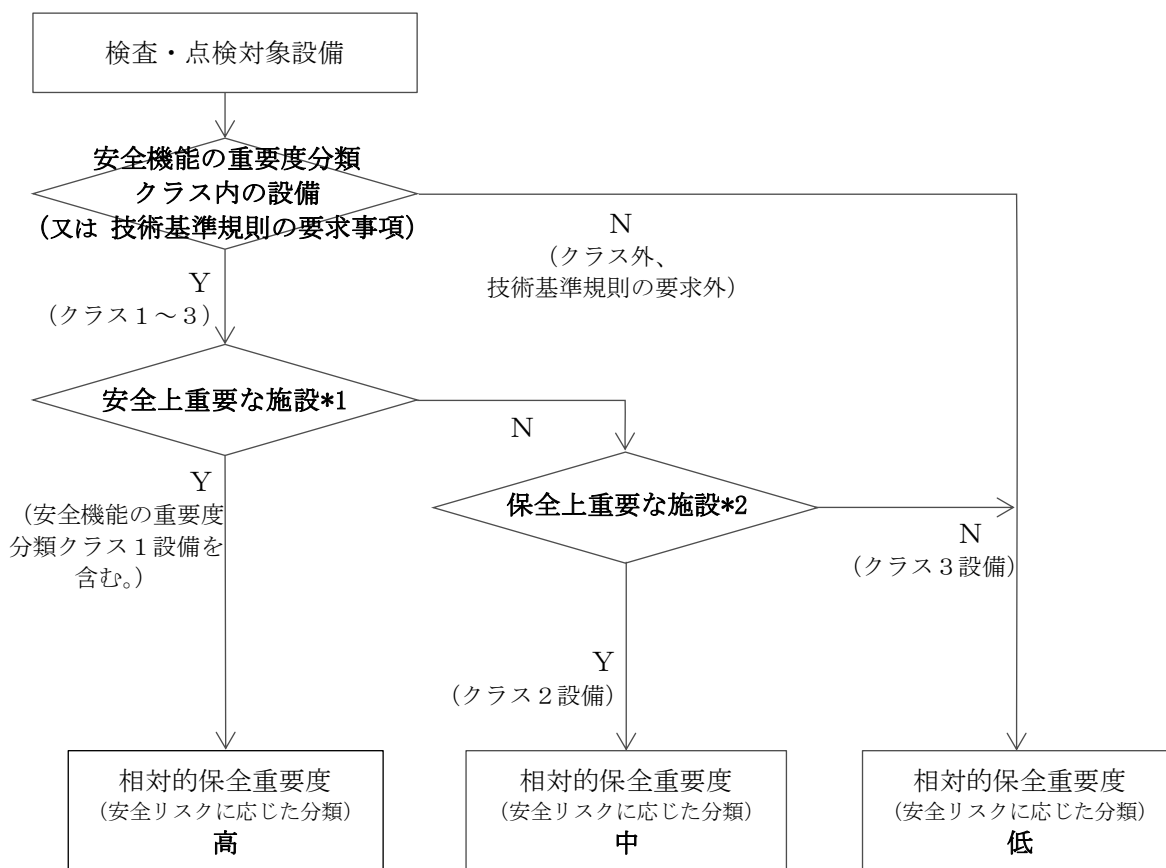 検査・点検対象設備
安全機能の重要度分類
クラス内の設備
(又は 技術基準規則の要求事項)
N
(クラス外、
技術基準規則の要求外)
Y
(クラス1~3)
安全上重要な施設*1
N
Y
(安全機能の重要度
分類クラス1設備を
含む。)
保全上重要な施設*2
N
(クラス3設備)
Y
(クラス2設備)
相対的保全重要度
(安全リスクに応じた分類)
高
相対的保全重要度
(安全リスクに応じた分類)
中
相対的保全重要度
(安全リスクに応じた分類)
低